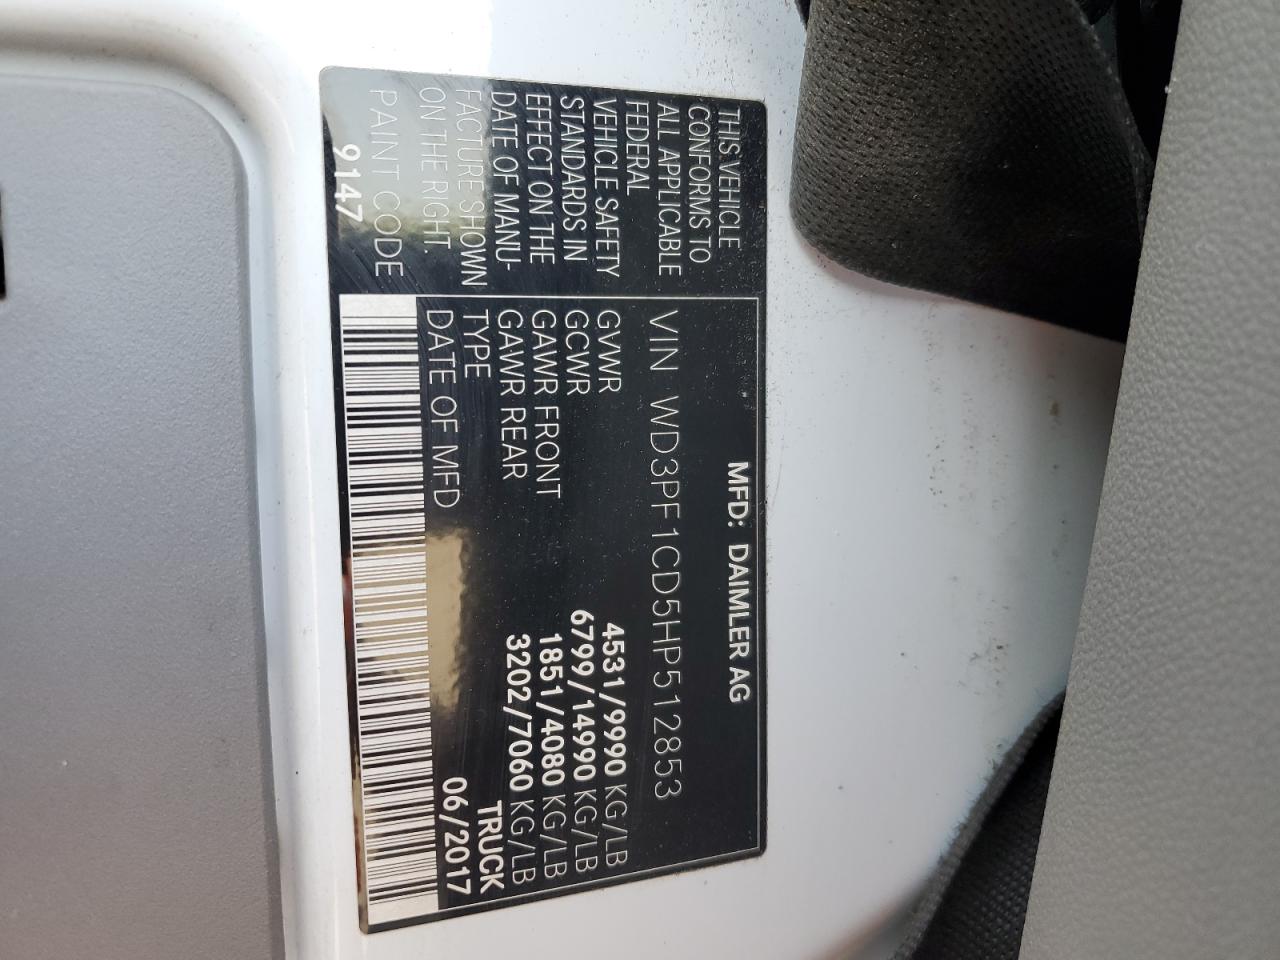 MFD: DAIMLER AG
THIS VEHICLE
CONFORMS TO
ALL APPLICABLE
FEDERAL
VEHICLE SAFETY
STANDARDS IN
EFFECT ON THE
DATE OF MANU-
FACTURE SHOWN
ON THE RIGHT.
PAINT CODE
9147
VIN WD3PF1CD5HP512853
GVWR 4531/9990 KG/LB
GCWR 6799/14990 KG/LB
GAWR FRONT 1851/4080 KG/LB
GAWR REAR 3202/7060 KG/LB
TYPE TRUCK
DATE OF MFD 06/2017